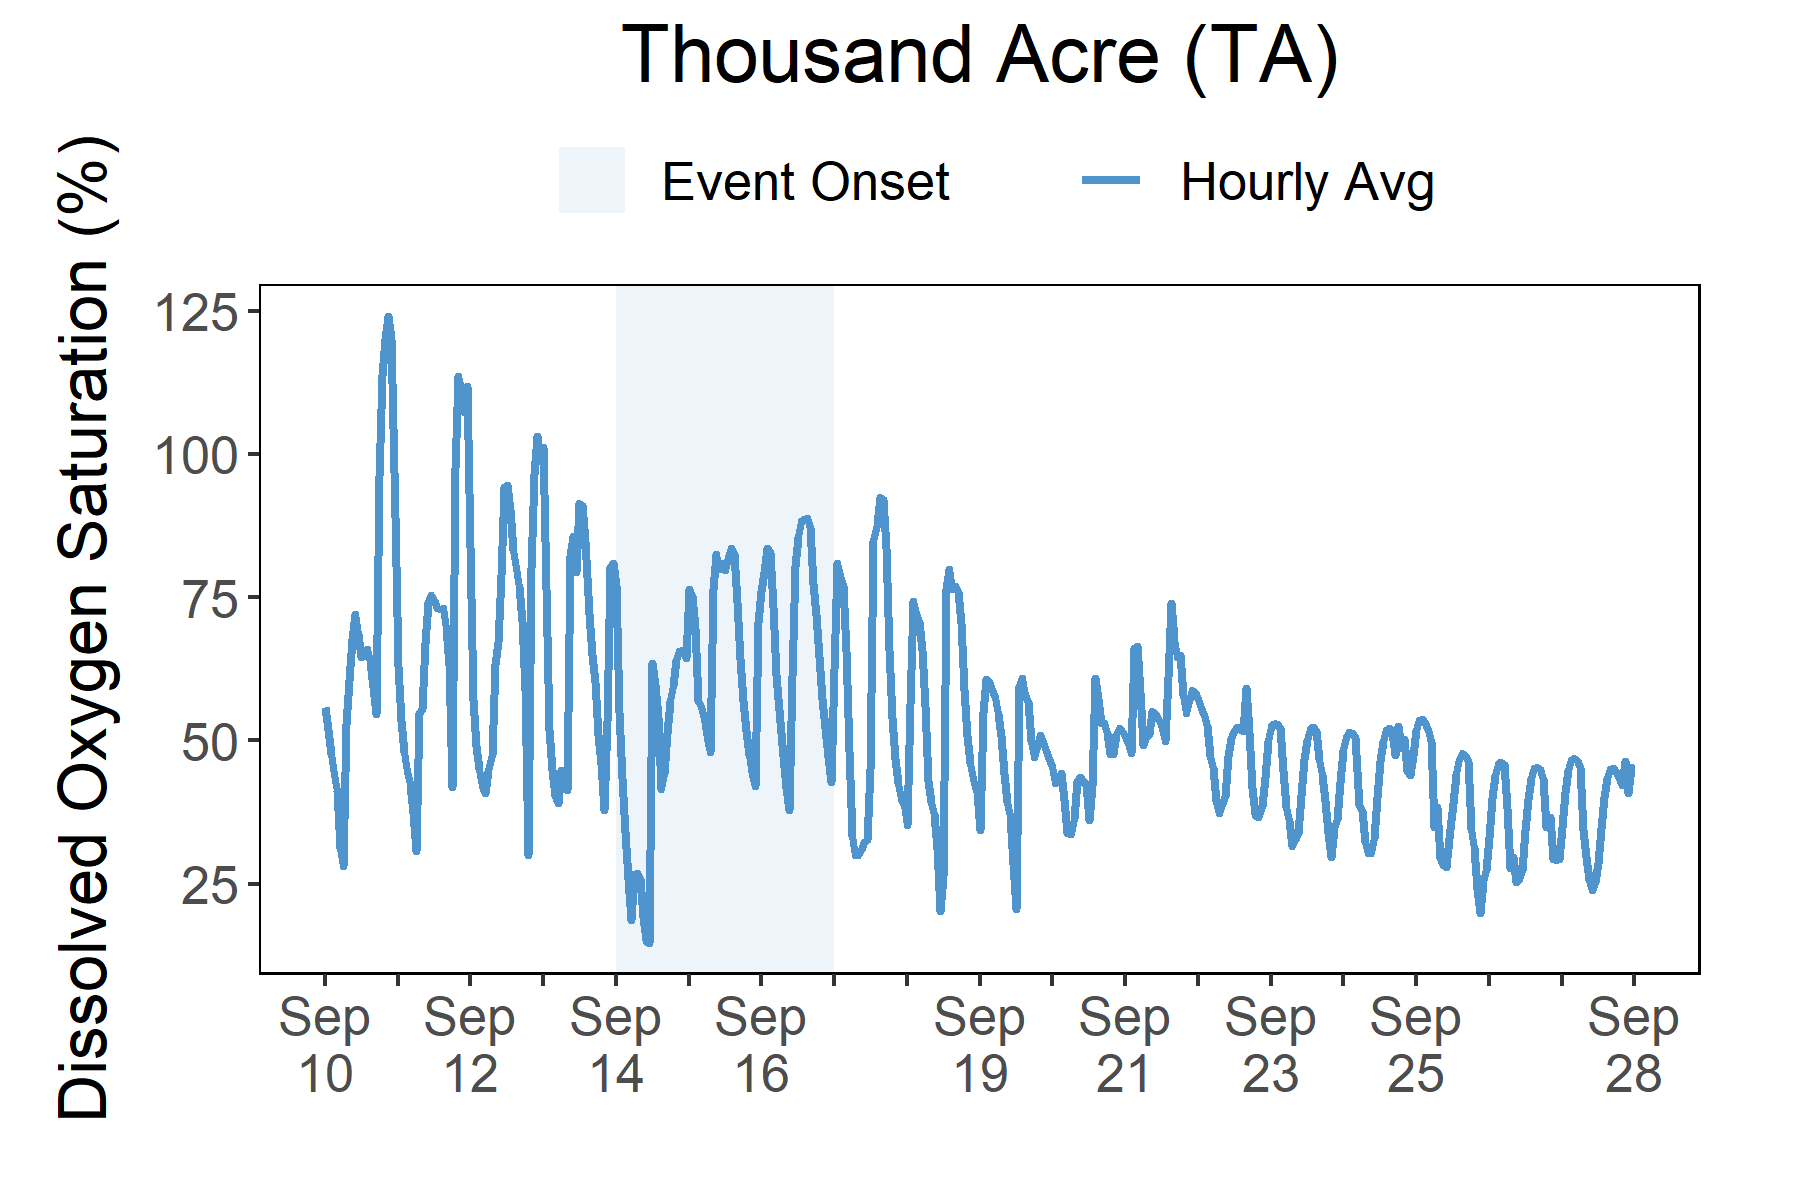 Thousand Acre (TA)
Event Onset
Hourly Avg
Dissolved Oxygen Saturation (%)
125
100
75
50
25
Sep Sep Sep Sep Sep Sep Sep Sep Sep
10 12 14 16 19 21 23 25 28